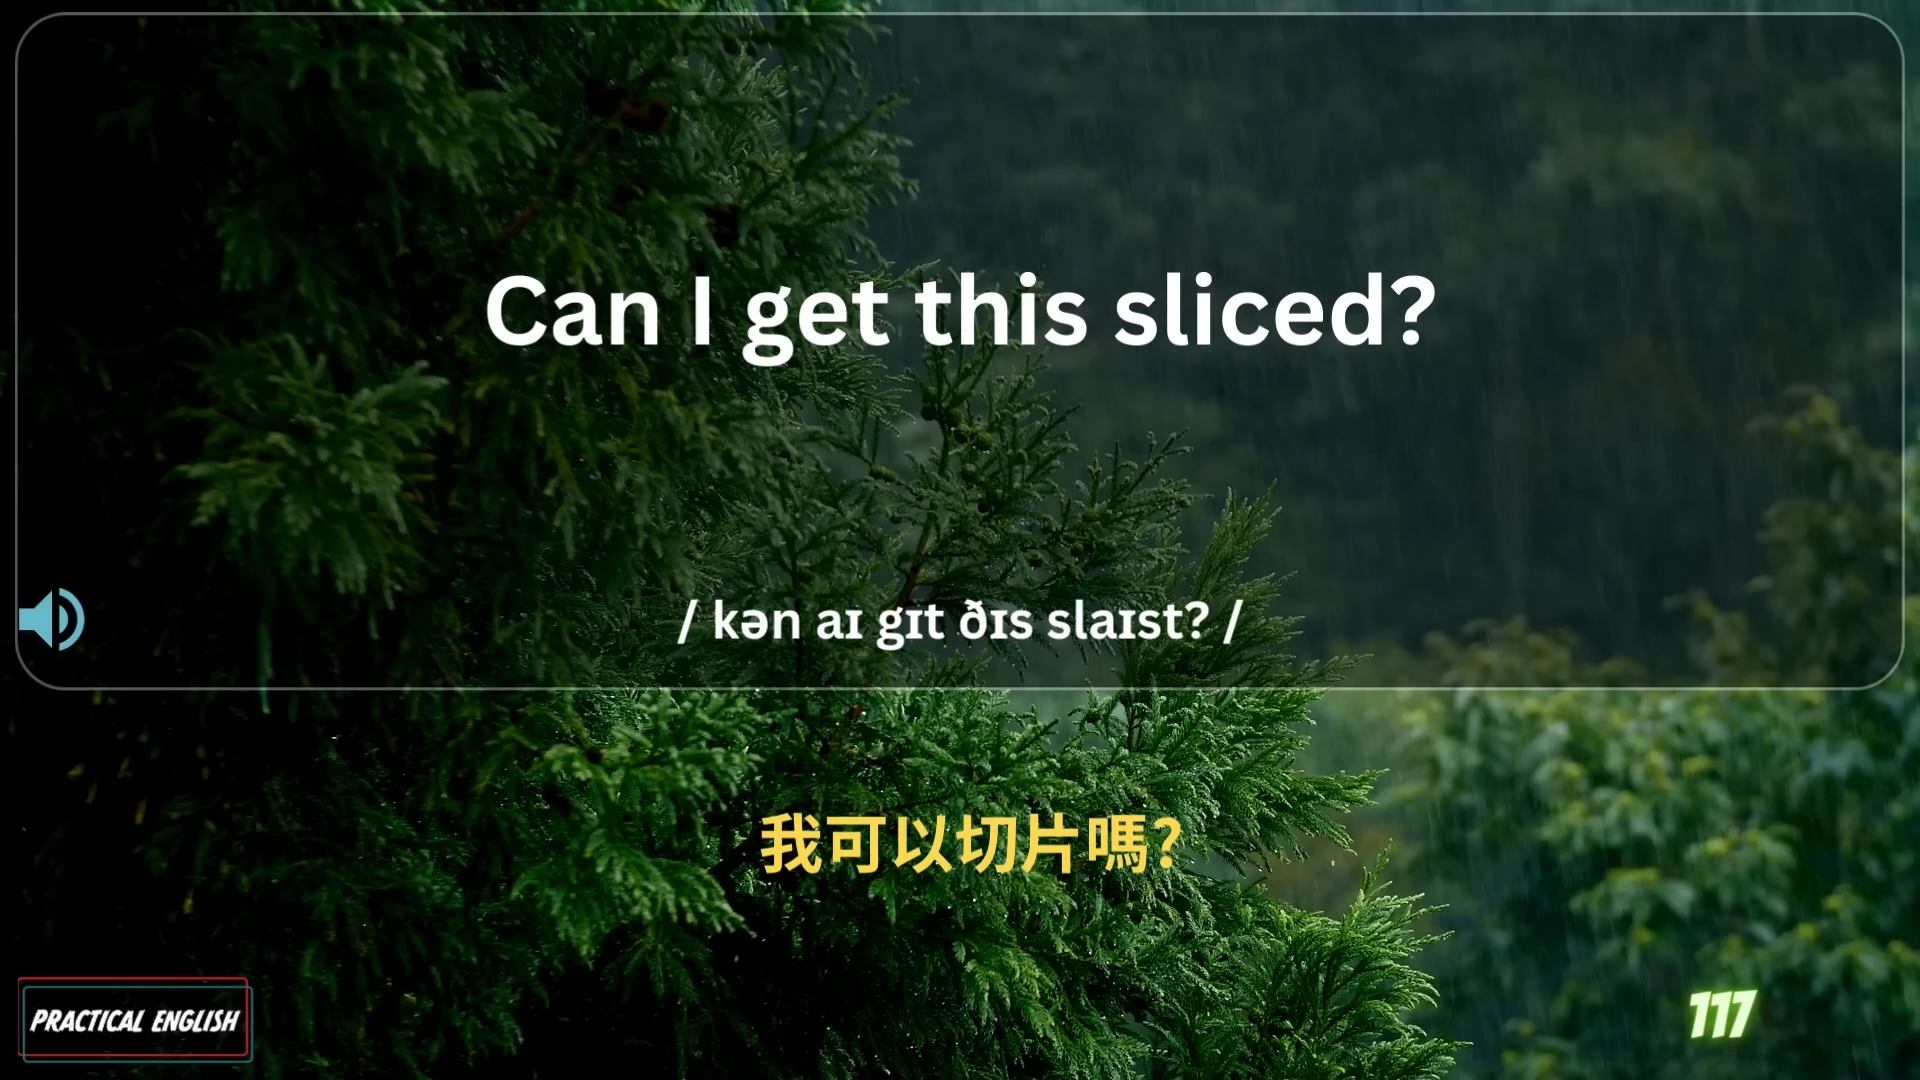 Can I get this sliced?
/ kən aɪ gɪt ðɪs slaɪst? /
我可以切片嗎?
PRACTICAL ENGLISH
117